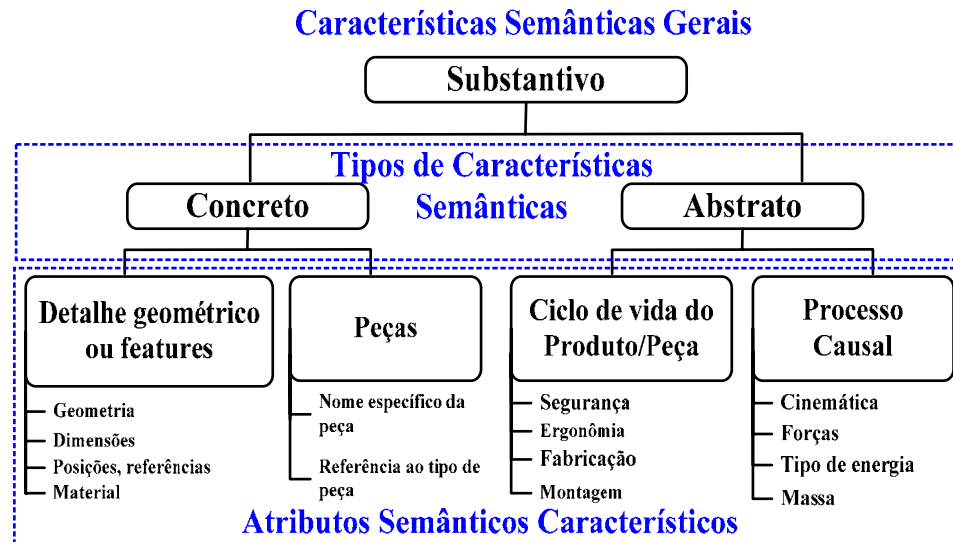 Características Semânticas Gerais
Substantivo
Tipos de Características
Semânticas
Concreto
Abstrato
Detalhe geométrico
ou features
Geometria
Dimensões
Posições, referências
Material
Peças
Nome específico da
peça
Referência ao tipo de
peça
Ciclo de vida do
Produto/Peça
Segurança
Ergonômia
Fabricação
Montagem
Processo
Causal
Cinemática
Forças
Tipo de energia
Massa
Atributos Semânticos Característicos